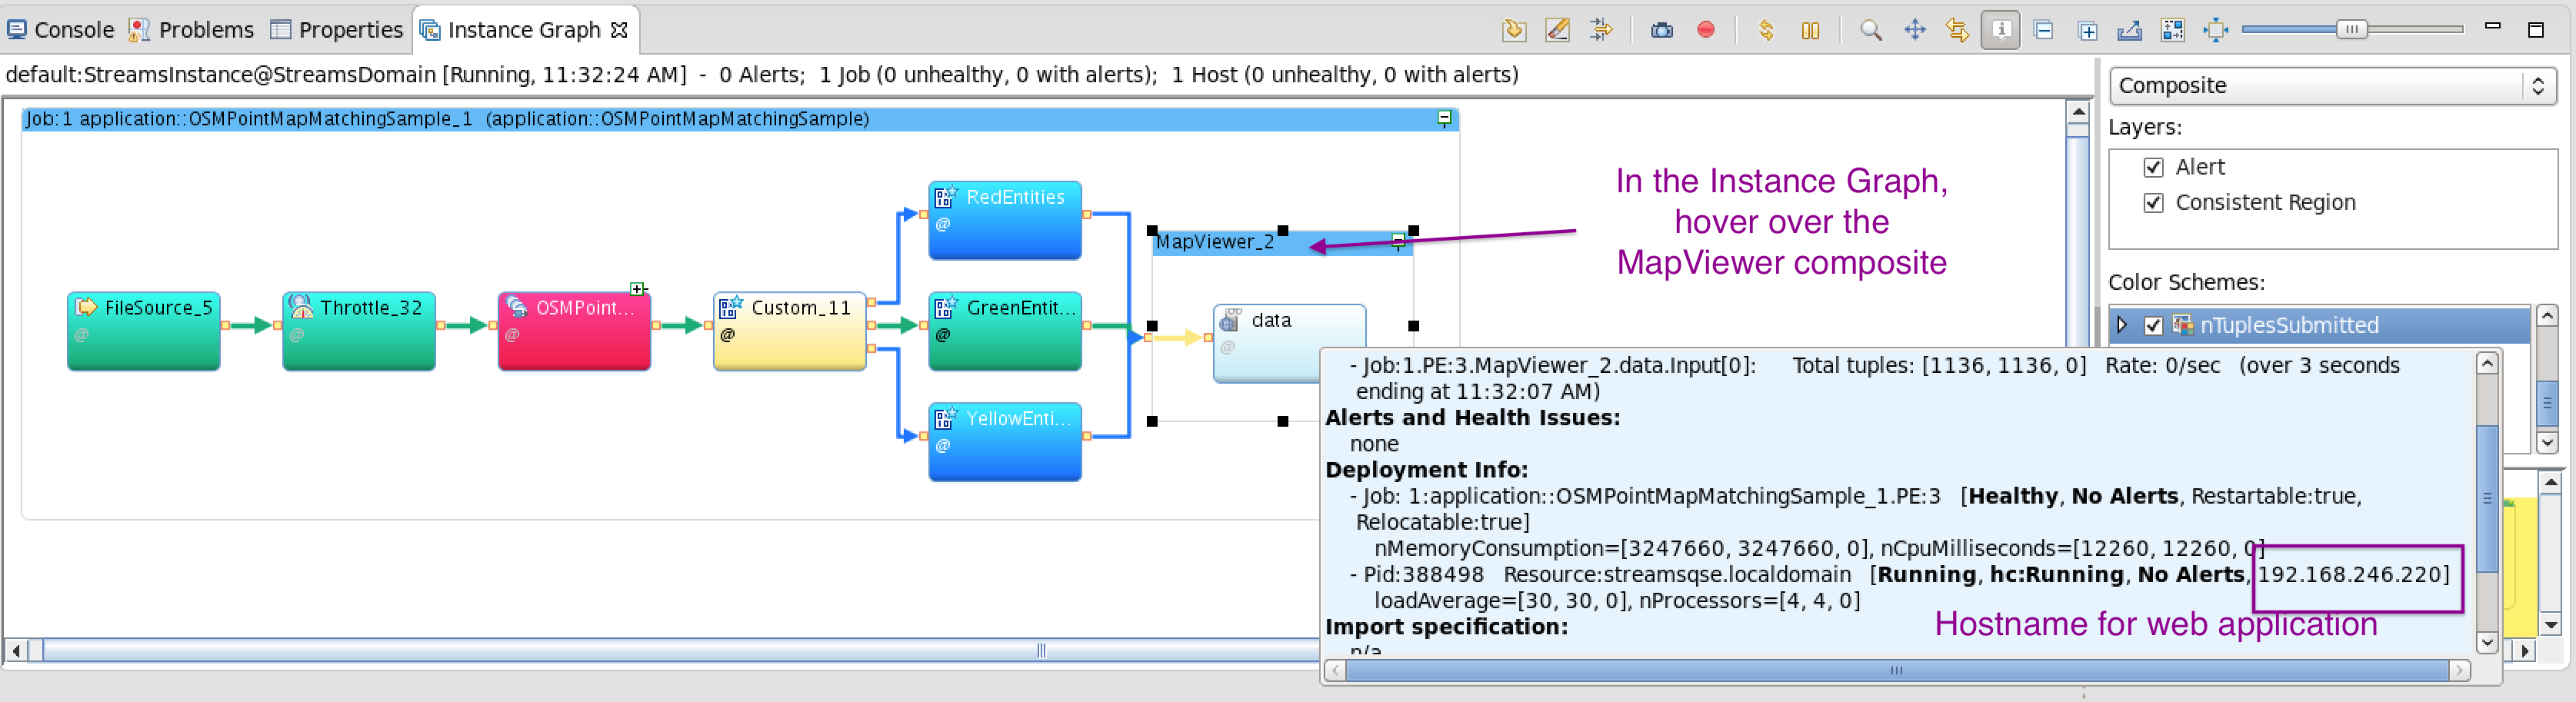 Console Problems Properties Instance Graph
default:StreamsInstance@StreamsDomain [Running, 11:32:24 AM] - 0 Alerts; 1 Job (0 unhealthy, 0 with alerts); 1 Host (0 unhealthy, 0 with alerts)
Job:1 application::OSMPointMapMatchingSample_1 (application::OSMPointMapMatchingSample)
FileSource_5
@
Throttle_32
@
OSMPoint...
@
Custom_11
@
RedEntities
@
GreenEntit...
@
YellowEnti...
@
MapViewer_2
data
@
In the Instance Graph,
hover over the
MapViewer composite
- Job:1.PE:3.MapViewer_2.data.Input[0]: Total tuples: [1136, 1136, 0] Rate: 0/sec (over 3 seconds
ending at 11:32:07 AM)
Alerts and Health Issues:
none
Deployment Info:
- Job: 1:application::OSMPointMapMatchingSample_1.PE:3 [Healthy, No Alerts, Restartable:true,
Relocatable:true]
nMemoryConsumption=[3247660, 3247660, 0], nCpuMilliseconds=[12260, 12260, 0]
- Pid:388498 Resource:streamsqse.localdomain [Running, hc:Running, No Alerts, 192.168.246.220]
loadAverage=[30, 30, 0], nProcessors=[4, 4, 0]
Import specification:
n/a
Hostname for web application
Composite
Layers:
Alert
Consistent Region
Color Schemes:
nTuplesSubmitted